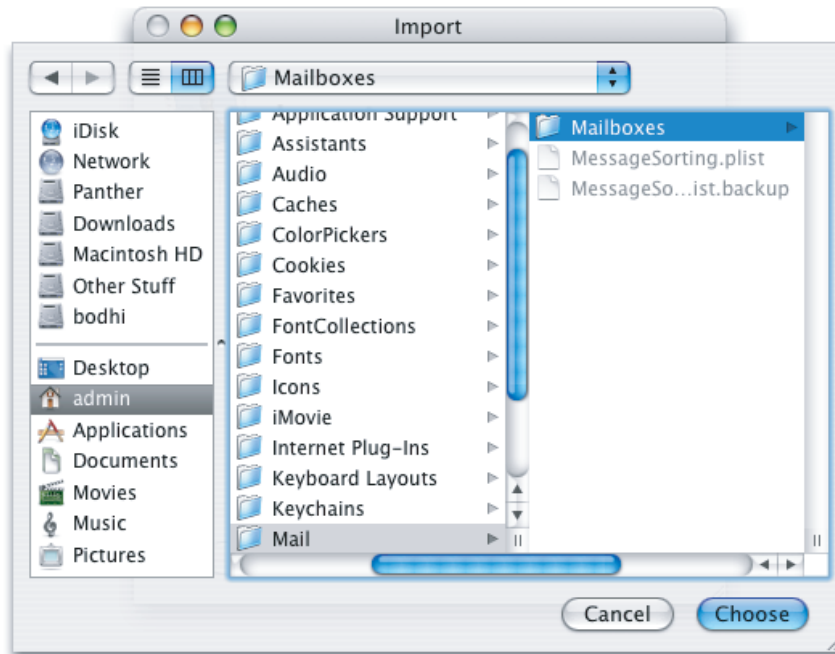 Import
Mailboxes
iDisk
Network
Panther
Downloads
Macintosh HD
Other Stuff
bodhi
Desktop
admin
Applications
Documents
Movies
Music
Pictures
Application Support
Assistants
Audio
Caches
ColorPickers
Cookies
Favorites
FontCollections
Fonts
Icons
iMovie
Internet Plug-Ins
Keyboard Layouts
Keychains
Mail
Mailboxes
MessageSorting.plist
MessageSo...ist.backup
Cancel
Choose